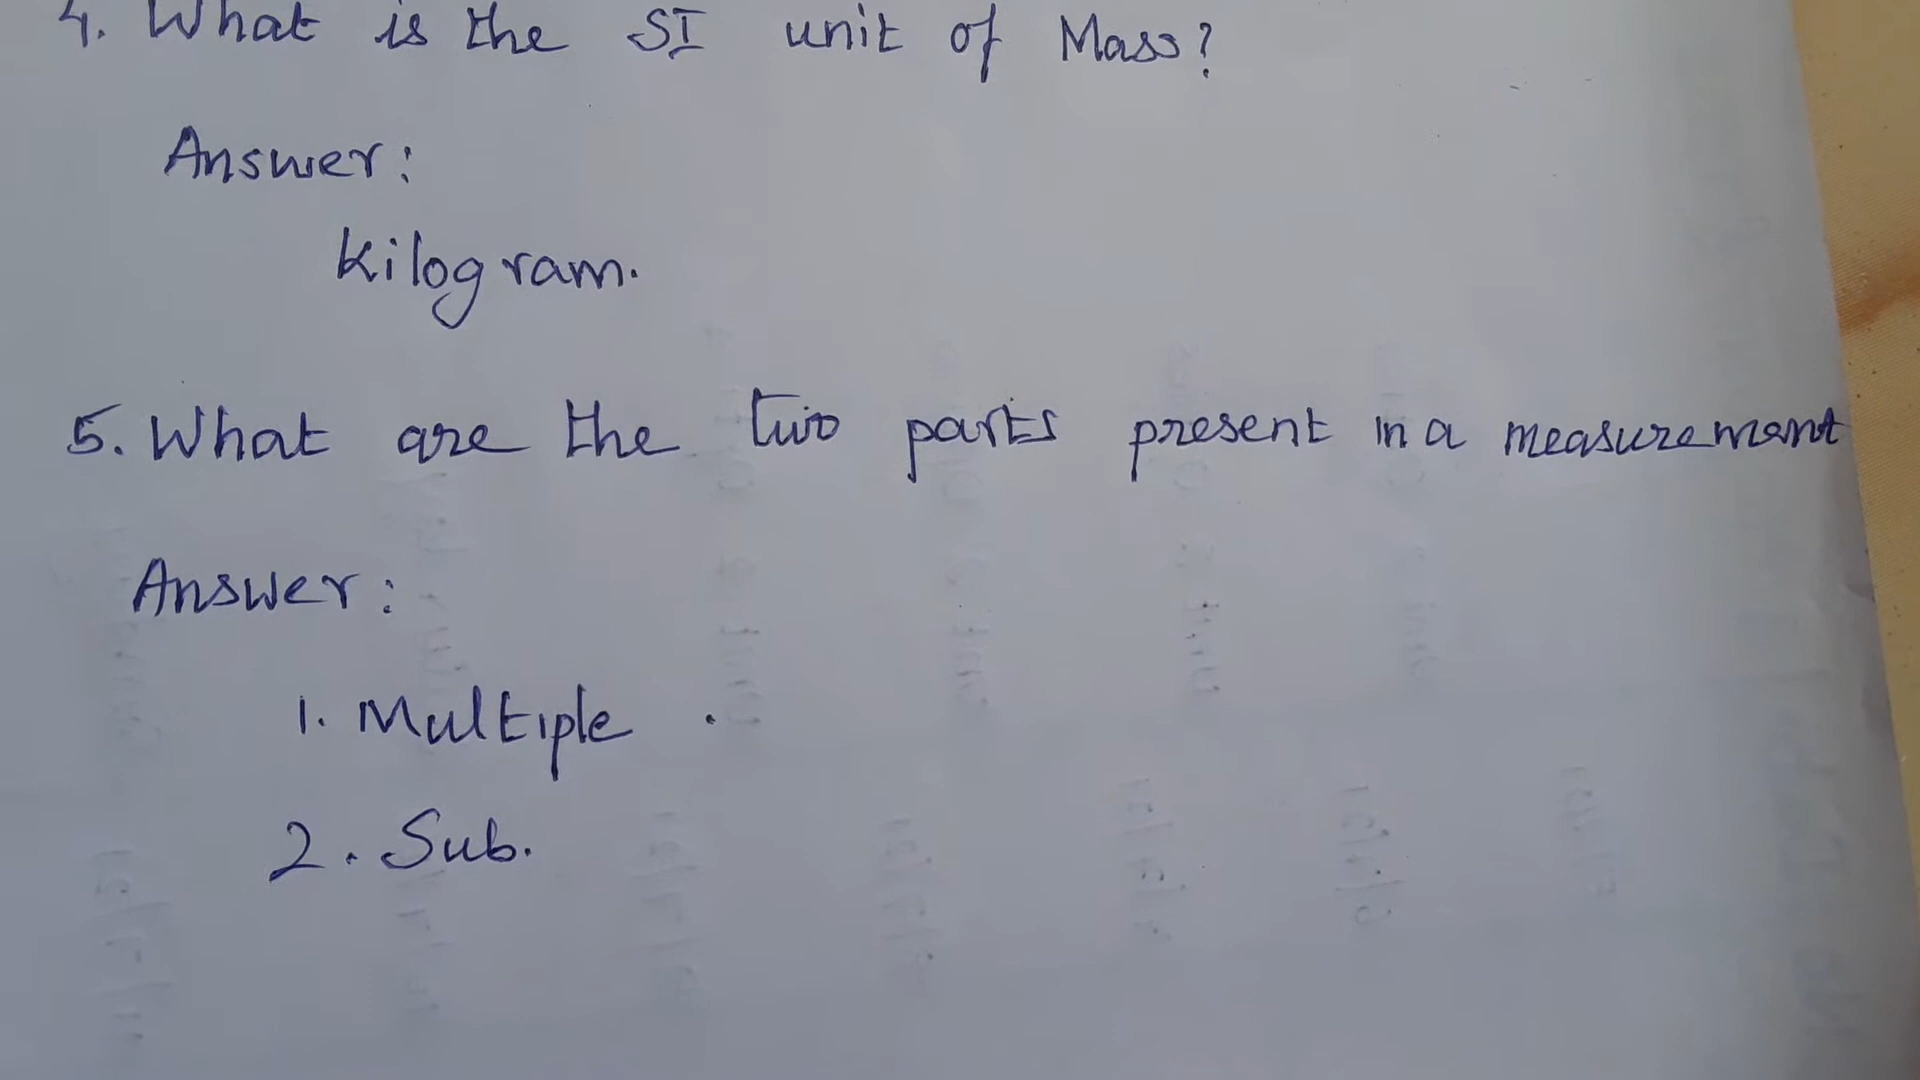 4. What is the SI unit of Mass?
Answer:
Kilogram.
5. What are the two parts present in a measurement
Answer:
1. Multiple .
2. Sub.